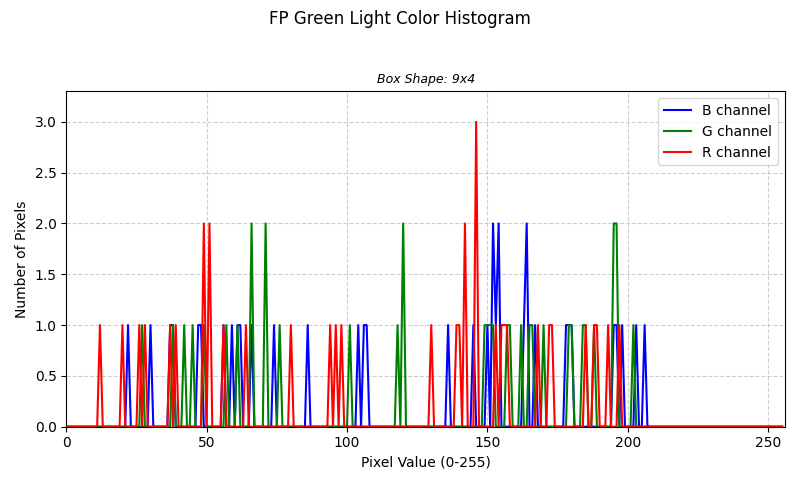 FP Green Light Color Histogram
Box Shape: 9x4
B channel
G channel
R channel
Number of Pixels
3.0
2.5
2.0
1.5
1.0
0.5
0.0
0 50 100 150 200 250
Pixel Value (0-255)